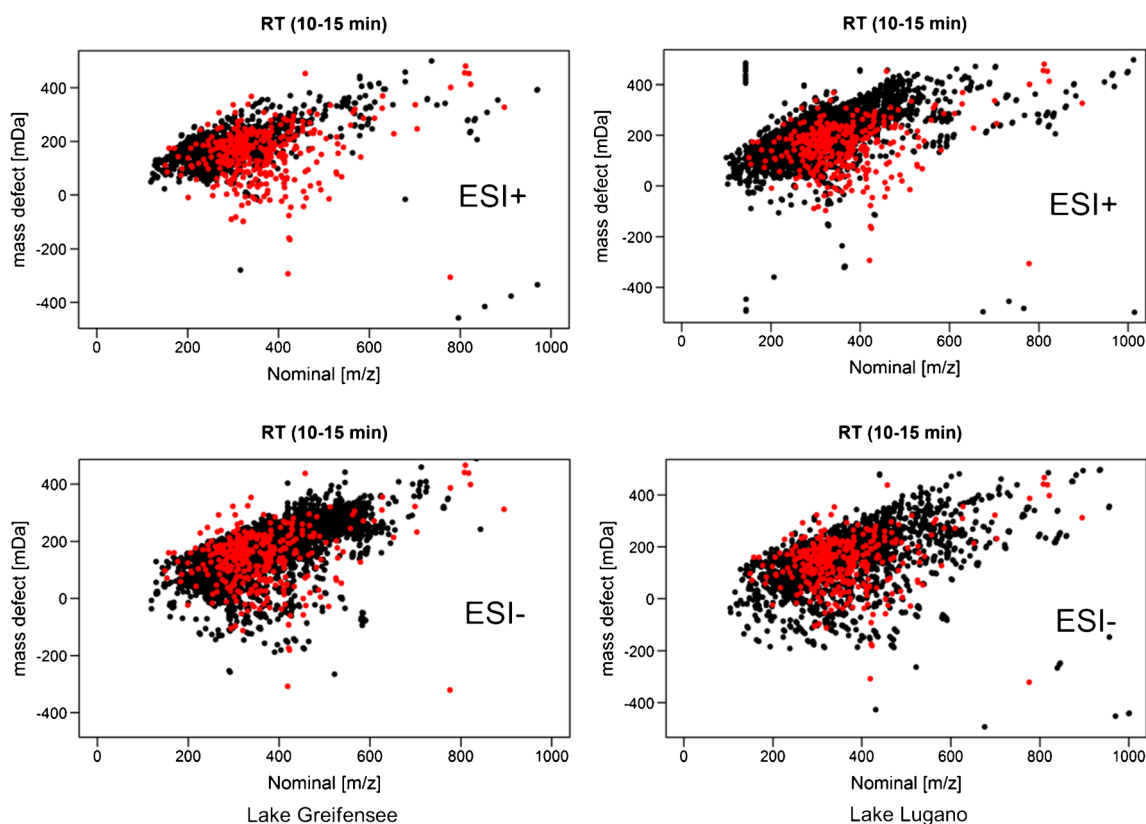 RT (10-15 min)
mass defect [mDa]
400
200
0
-200
-400
ESI+
0 200 400 600 800 1000
Nominal [m/z]
RT (10-15 min)
mass defect [mDa]
400
200
0
-200
-400
ESI+
0 200 400 600 800 1000
Nominal [m/z]
RT (10-15 min)
mass defect [mDa]
400
200
0
-200
-400
ESI-
0 200 400 600 800 1000
Nominal [m/z]
Lake Greifensee
RT (10-15 min)
mass defect [mDa]
400
200
0
-200
-400
ESI-
0 200 400 600 800 1000
Nominal [m/z]
Lake Lugano